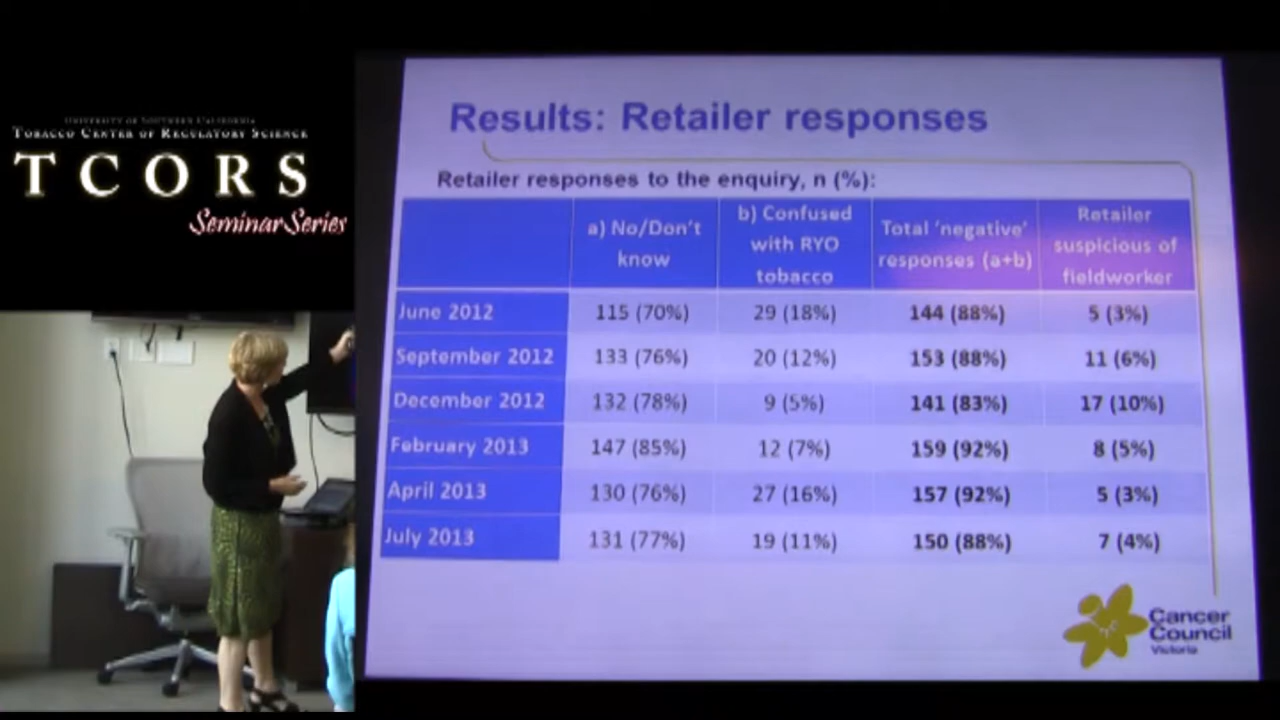 UNIVERSITY OF SOUTHERN CALIFORNIA
TOBACCO CENTER OF REGULATORY SCIENCE
TCORS
Seminar Series
Results: Retailer responses
Retailer responses to the enquiry, n (%):
a) No/Don't know
b) Confused with RYO tobacco
Total 'negative' responses (a+b)
Retailer suspicious of fieldworker
June 2012 115 (70%) 29 (18%) 144 (88%) 5 (3%)
September 2012 133 (76%) 20 (12%) 153 (88%) 11 (6%)
December 2012 132 (78%) 9 (5%) 141 (83%) 17 (10%)
February 2013 147 (85%) 12 (7%) 159 (92%) 8 (5%)
April 2013 130 (76%) 27 (16%) 157 (92%) 5 (3%)
July 2013 131 (77%) 19 (11%) 150 (88%) 7 (4%)
Cancer
Council
Victoria